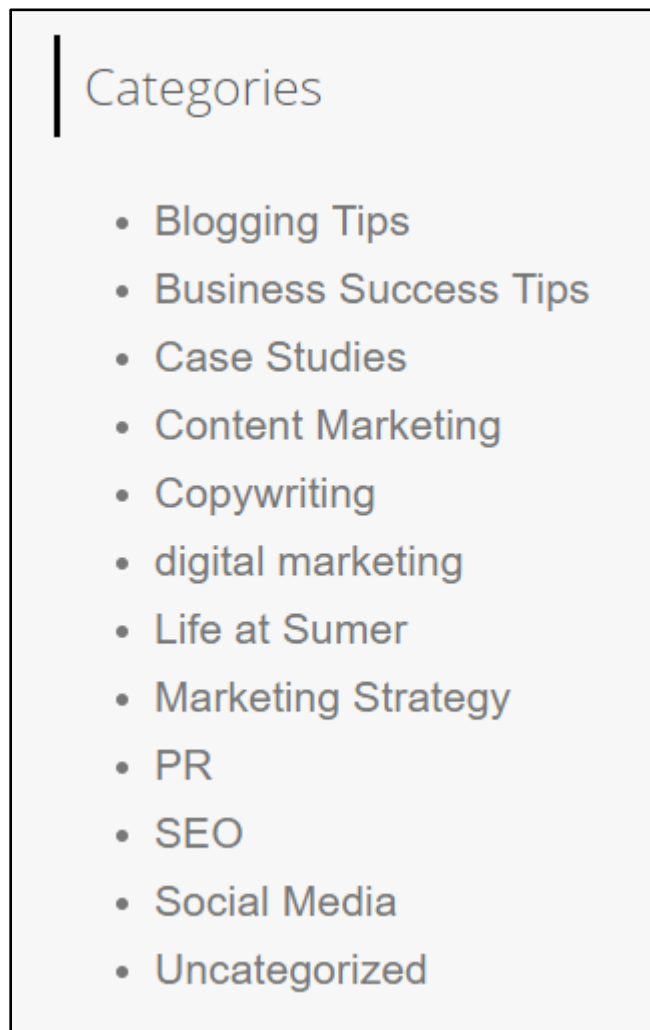 Categories
Blogging Tips
Business Success Tips
Case Studies
Content Marketing
Copywriting
digital marketing
Life at Sumer
Marketing Strategy
PR
SEO
Social Media
Uncategorized